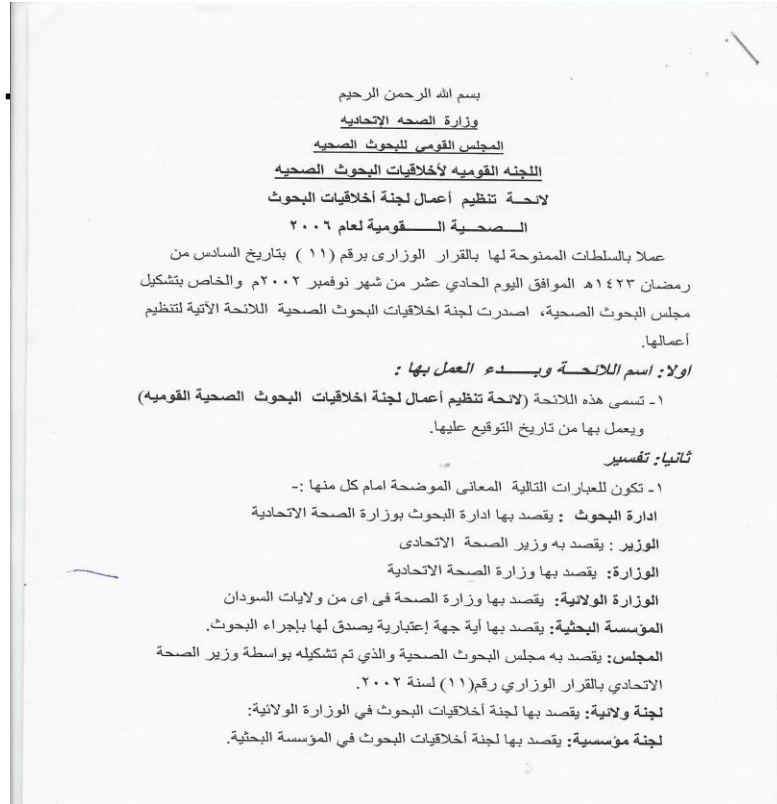 بسم الله الرحمن الرحيم
وزارة الصحه الإتحاديه
المجلس القومي للبحوث الصحيه
اللجنه القوميه لأخلاقيات البحوث الصحيه
لائحـة تنظيم أعمال لجنة أخلاقيات البحوث
الـصحـيـة الـــــقومية لعام ٢٠٠٦
عملا بالسلطات الممنوحة لها بالقرار الوزارى برقم (١١ ) بتاريخ السادس من
رمضان ١٤٢٣هـ الموافق اليوم الحادي عشر من شهر نوفمبر ٢٠٠٢م والخاص بتشكيل
مجلس البحوث الصحية، اصدرت لجنة اخلاقيات البحوث الصحية اللائحة الآتية لتنظيم
أعمالها.
اولا: اسم اللائحـــة وبـــدء العمل بها :
١- تسمى هذه اللائحة (لائحة تنظيم أعمال لجنة اخلاقيات البحوث الصحية القوميه)
ويعمل بها من تاريخ التوقيع عليها.
ثانيا: تفسير
١- تكون للعبارات التالية المعانى الموضحة امام كل منها :-
ادارة البحوث : يقصد بها ادارة البحوث بوزارة الصحة الاتحادية
الوزير : يقصد به وزير الصحة الاتحادى
الوزارة: يقصد بها وزارة الصحة الاتحادية
الوزارة الولائية: يقصد بها وزارة الصحة فى اى من ولايات السودان
المؤسسة البحثية: يقصد بها أية جهة إعتبارية يصدق لها بإجراء البحوث.
المجلس: يقصد به مجلس البحوث الصحية والذي تم تشكيله بواسطة وزير الصحة
الاتحادي بالقرار الوزاري رقم(١١) لسنة ٢٠٠٢.
لجنة ولائية: يقصد بها لجنة أخلاقيات البحوث في الوزارة الولائية:
لجنة مؤسسية: يقصد بها لجنة أخلاقيات البحوث في المؤسسة البحثية.